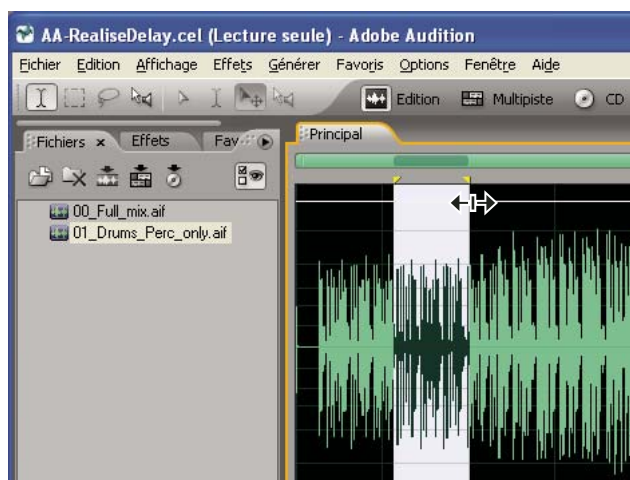 AA-RealiseDelay.cel (Lecture seule) - Adobe Audition
Fichier Edition Affichage Effets Générer Favoris Options Fenêtre Aide
Edition Multipiste CD
Fichiers x Effets Fav
Principal
00_Full_mix.aif
01_Drums_Perc_only.aif